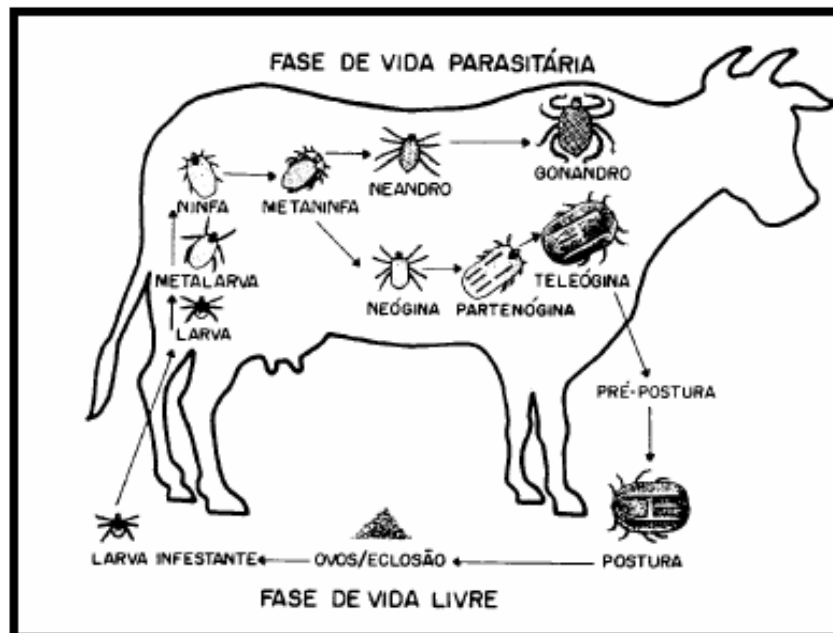 FASE DE VIDA PARASITÁRIA
NINFA
METANINFA
NEANDRO
GONANDRO
METALARVA
NEÓGINA
PARTENÓGINA
TELEÓGINA
LARVA
PRÉ-POSTURA
LARVA INFESTANTE
OVOS/ECLOSÃO
POSTURA
FASE DE VIDA LIVRE